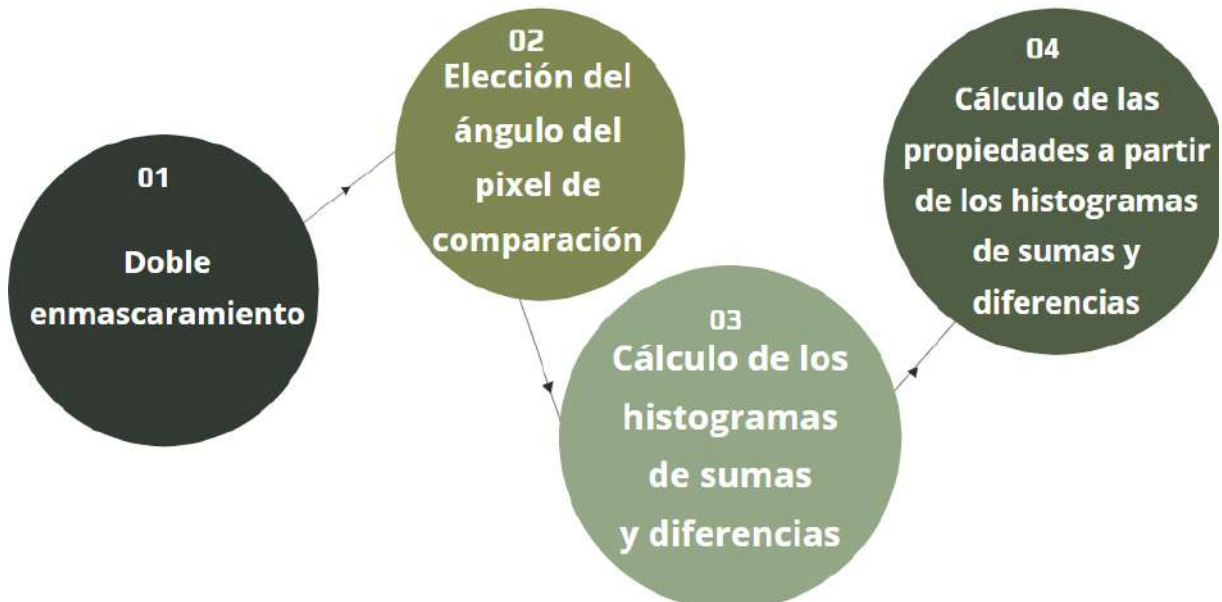 01
Doble
enmascaramiento
02
Elección del
ángulo del
pixel de
comparación
03
Cálculo de los
histogramas
de sumas
y diferencias
04
Cálculo de las
propiedades a partir
de los histogramas
de sumas y
diferencias